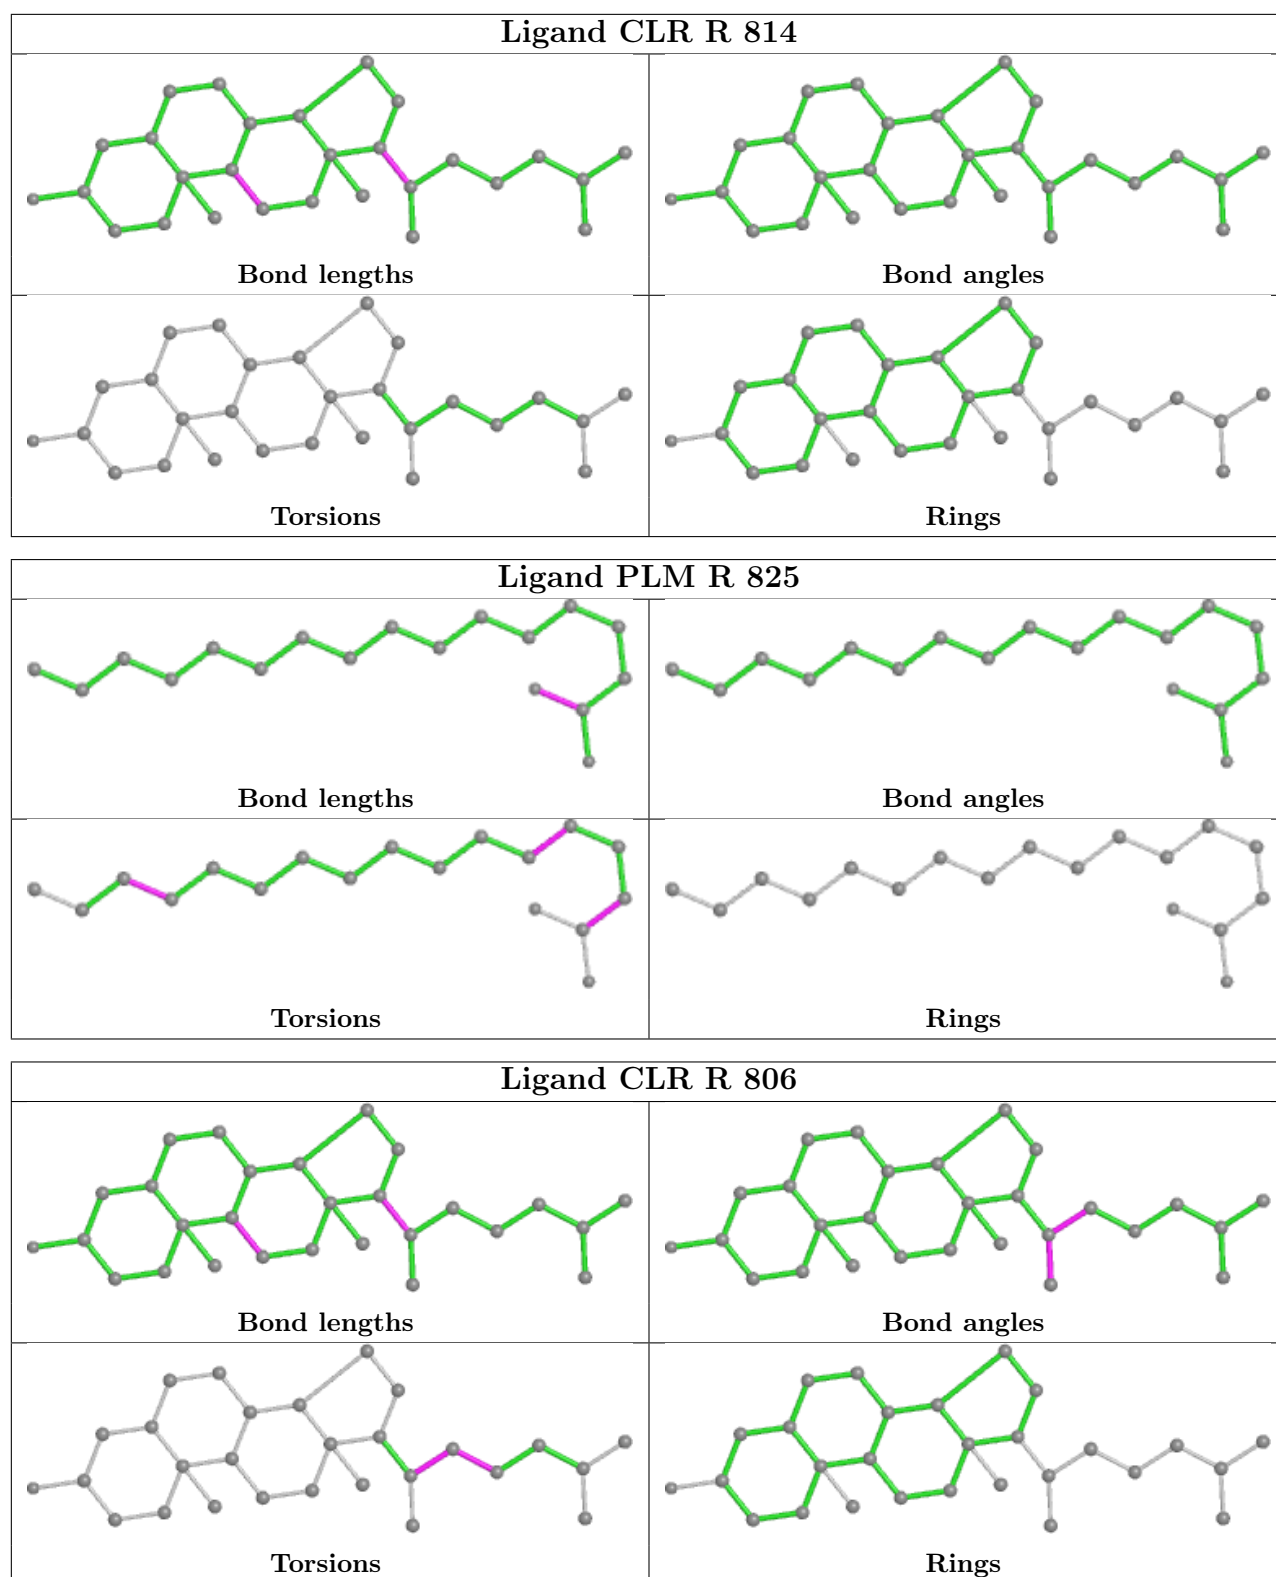 Ligand CLR R 814
Bond lengths
Bond angles
Torsions
Rings
Ligand PLM R 825
Bond lengths
Bond angles
Torsions
Rings
Ligand CLR R 806
Bond lengths
Bond angles
Torsions
Rings